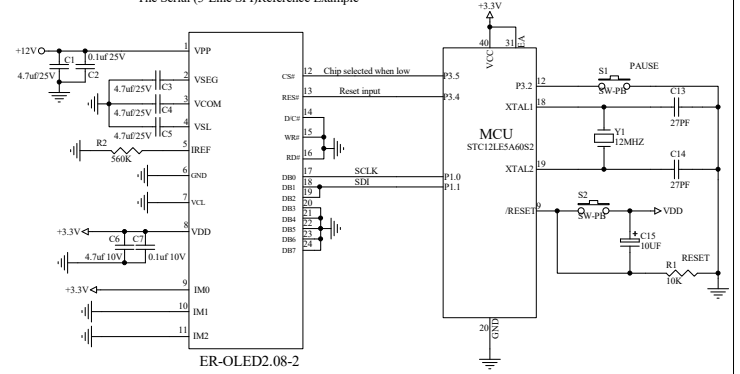 The Serial (3-Line SPI)Reference Example
+3.3V
+12V
C1
4.7uf/25V
0.1uf 25V
C2
1
VPP
4.7uf/25V
C3
2
VSEG
4.7uf/25V
C4
3
VCOM
4.7uf/25V
C5
4
VSL
R2
560K
5
IREF
6
GND
7
VCL
+3.3V
C6
4.7uf 10V
C7
0.1uf 10V
8
VDD
+3.3V
9
IM0
10
IM1
11
IM2
ER-OLED2.08-2
CS#
12
Chip selected when low
P3.5
RES#
13
Reset input
P3.4
D/C#
14
WR#
15
RD#
16
DB0
17
SCLK
P1.0
DB1
18
SDI
P1.1
DB2
19
DB3
20
DB4
21
DB5
22
DB6
23
DB7
24
40
VCC
31
EA
MCU
STC12LE5A60S2
P3.2
12
S1
SW-PB
PAUSE
XTAL1
18
C13
27PF
Y1
12MHZ
XTAL2
19
C14
27PF
/RESET
9
S2
SW-PB
VDD
+
C15
10UF
RESET
R1
10K
20
GND